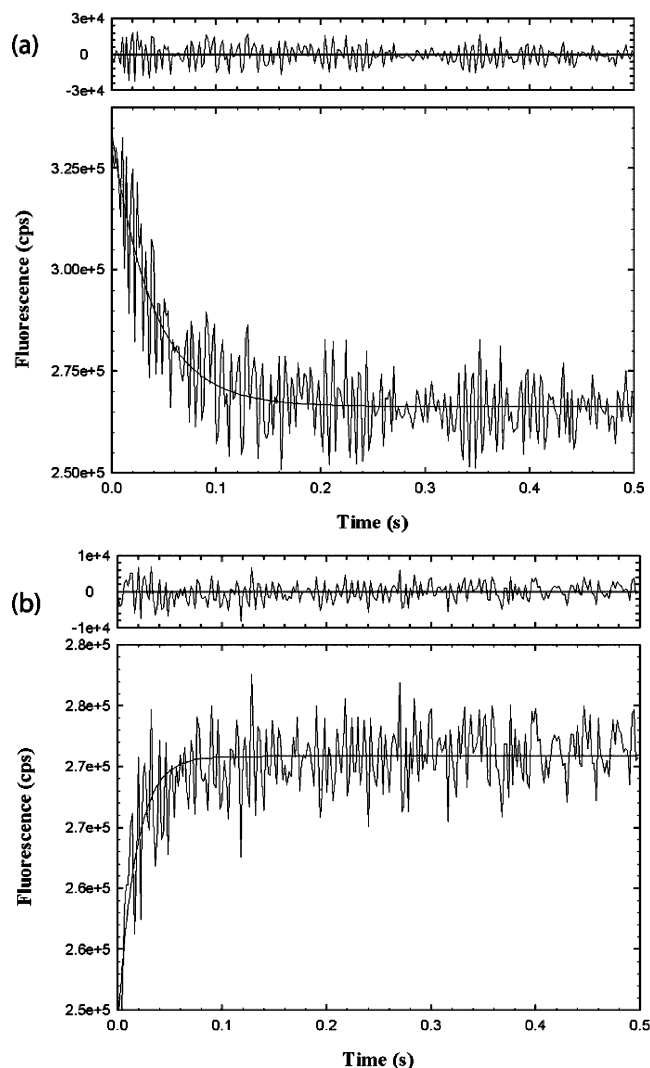 (a)
3e+4
0
-3e+4
3.25e+5
3.00e+5
2.75e+5
2.50e+5
Fluorescence (cps)
0.0 0.1 0.2 0.3 0.4 0.5
Time (s)
(b)
1e+4
0
-1e+4
2.8e+5
2.8e+5
2.7e+5
2.7e+5
2.6e+5
2.6e+5
2.5e+5
Fluorescence (cps)
0.0 0.1 0.2 0.3 0.4 0.5
Time (s)